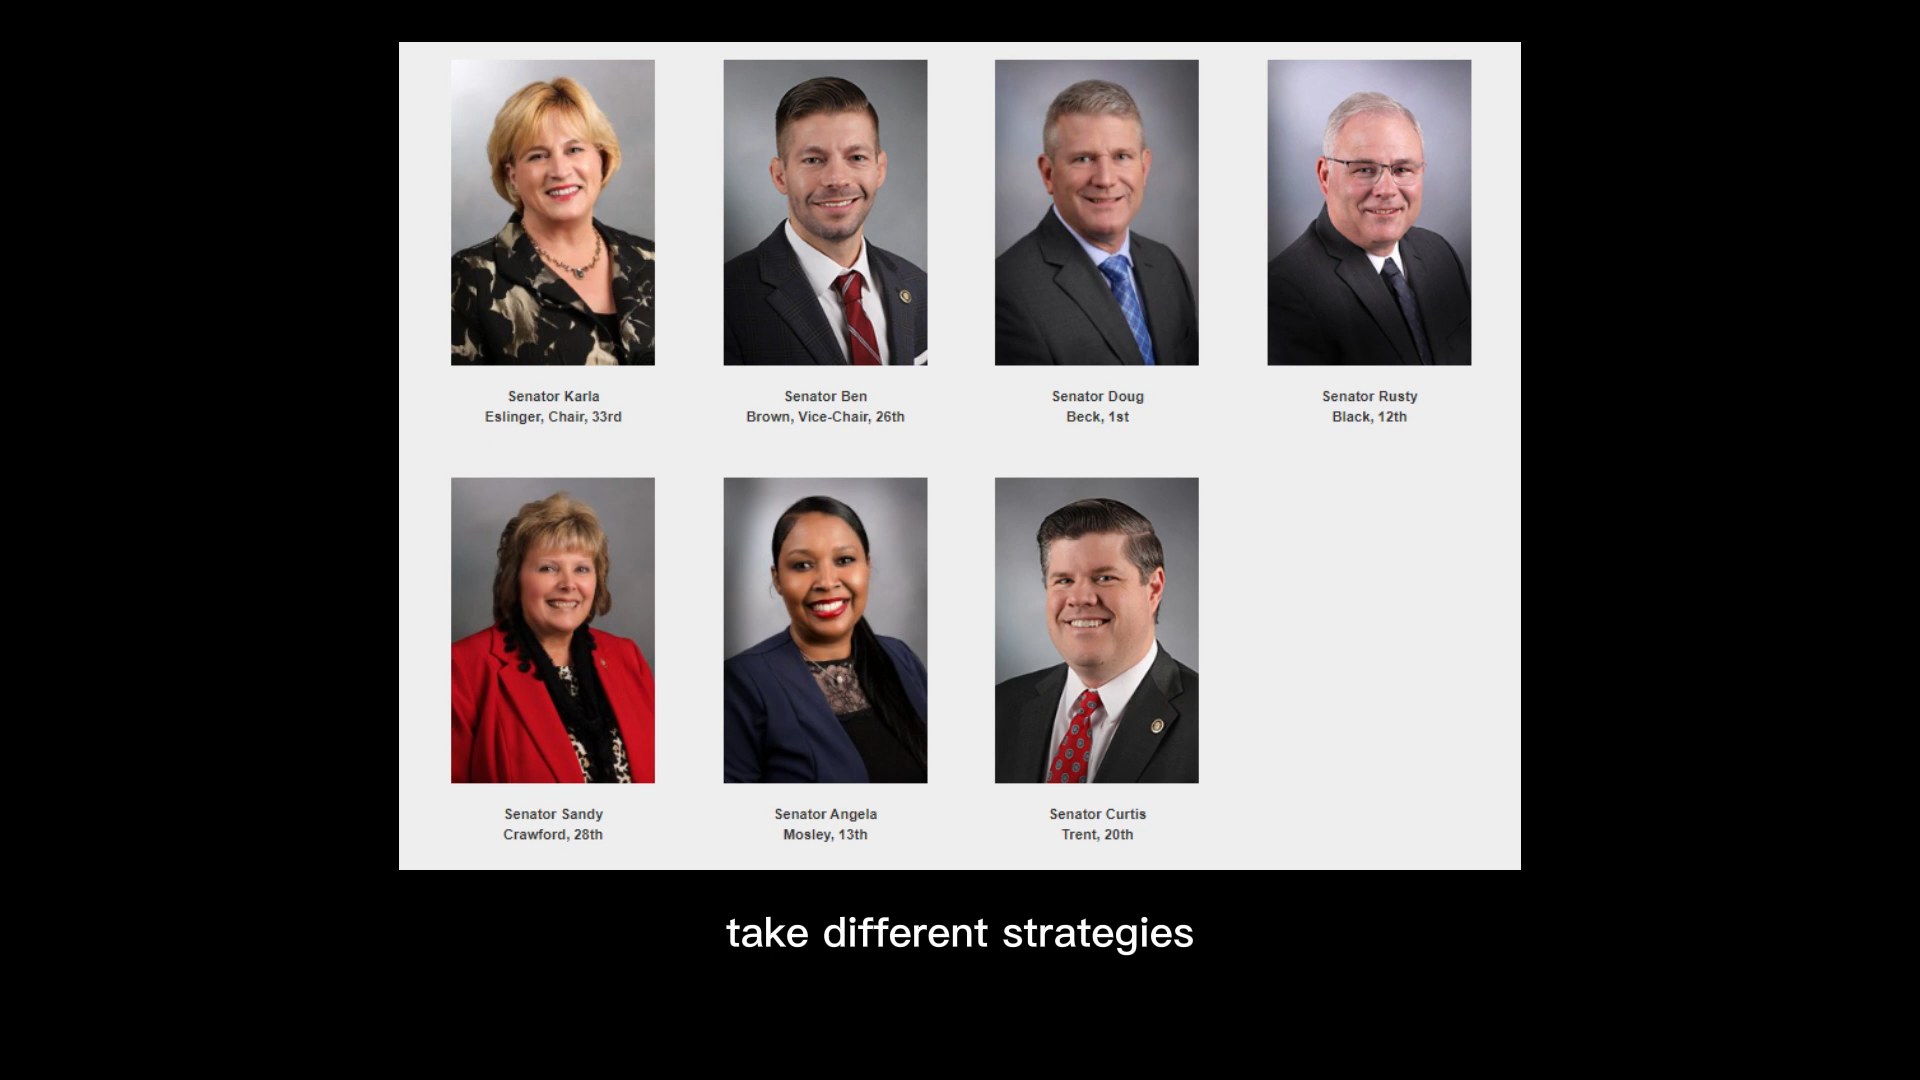 Senator Karla
Eslinger, Chair, 33rd
Senator Ben
Brown, Vice-Chair, 26th
Senator Doug
Beck, 1st
Senator Rusty
Black, 12th
Senator Sandy
Crawford, 28th
Senator Angela
Mosley, 13th
Senator Curtis
Trent, 20th
take different strategies